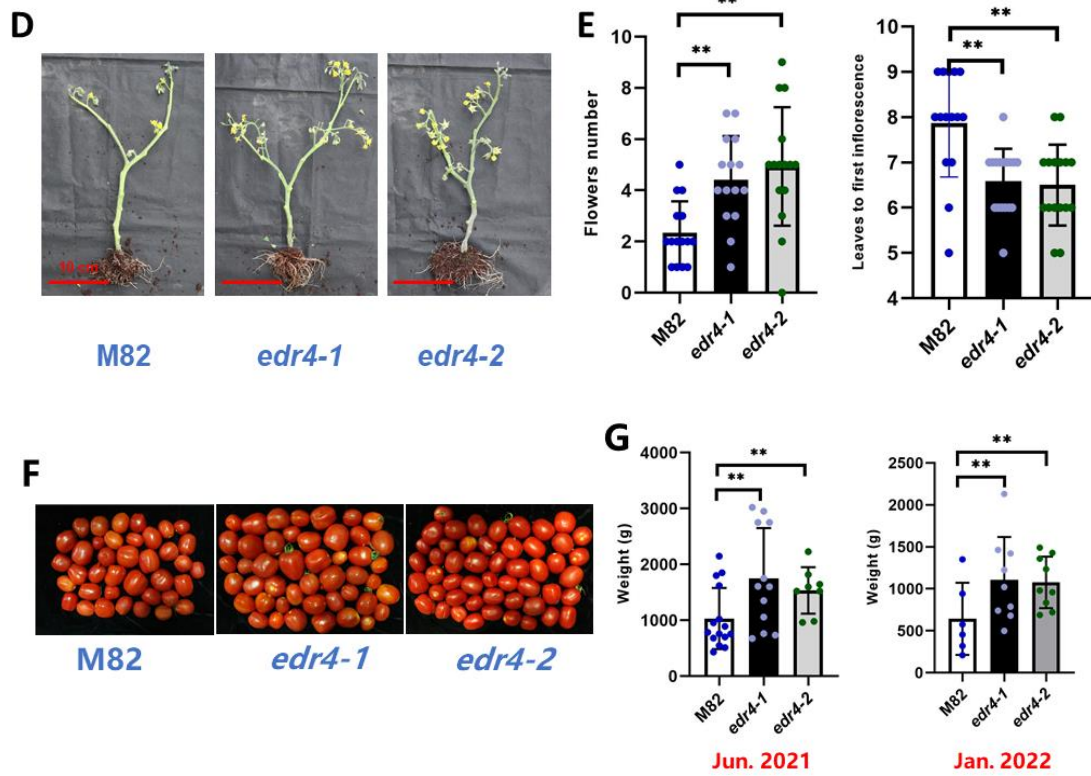 D
10 cm
M82
edr4-1
edr4-2
E
**
**
Flowers number
10
8
6
4
2
0
M82
edr4-1
edr4-2
**
**
Leaves to first inflorescence
10
9
8
7
6
5
4
M82
edr4-1
edr4-2
F
M82
edr4-1
edr4-2
G
**
**
Weight (g)
4000
3000
2000
1000
0
M82
edr4-1
edr4-2
Jun. 2021
**
**
Weight (g)
2500
2000
1500
1000
500
0
M82
edr4-1
edr4-2
Jan. 2022